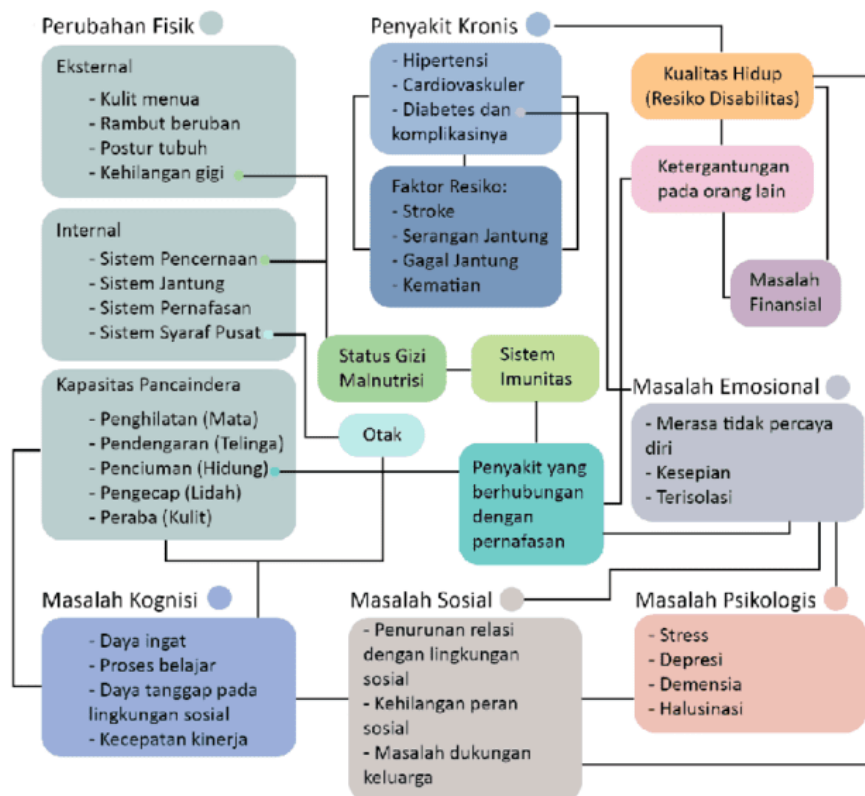 Perubahan Fisik
Eksternal
- Kulit menua
- Rambut beruban
- Postur tubuh
- Kehilangan gigi
Internal
- Sistem Pencernaan
- Sistem Jantung
- Sistem Pernafasan
- Sistem Syaraf Pusat
Kapasitas Pancaindera
- Penghilatan (Mata)
- Pendengaran (Telinga)
- Penciuman (Hidung)
- Pengecap (Lidah)
- Peraba (Kulit)
Penyakit Kronis
- Hipertensi
- Cardiovaskuler
- Diabetes dan
komplikasinya
Faktor Resiko:
- Stroke
- Serangan Jantung
- Gagal Jantung
- Kematian
Kualitas Hidup
(Resiko Disabilitas)
Ketergantungan
pada orang lain
Masalah
Finansial
Status Gizi
Malnutrisi
Sistem
Imunitas
Otak
Penyakit yang
berhubungan
dengan
pernafasan
Masalah Emosional
- Merasa tidak percaya
diri
- Kesepian
- Terisolasi
Masalah Kognisi
- Daya ingat
- Proses belajar
- Daya tanggap pada
lingkungan sosial
- Kecepatan kinerja
Masalah Sosial
- Penurunan relasi
dengan lingkungan
sosial
- Kehilangan peran
sosial
- Masalah dukungan
keluarga
Masalah Psikologis
- Stress
- Depresi
- Demensia
- Halusinasi